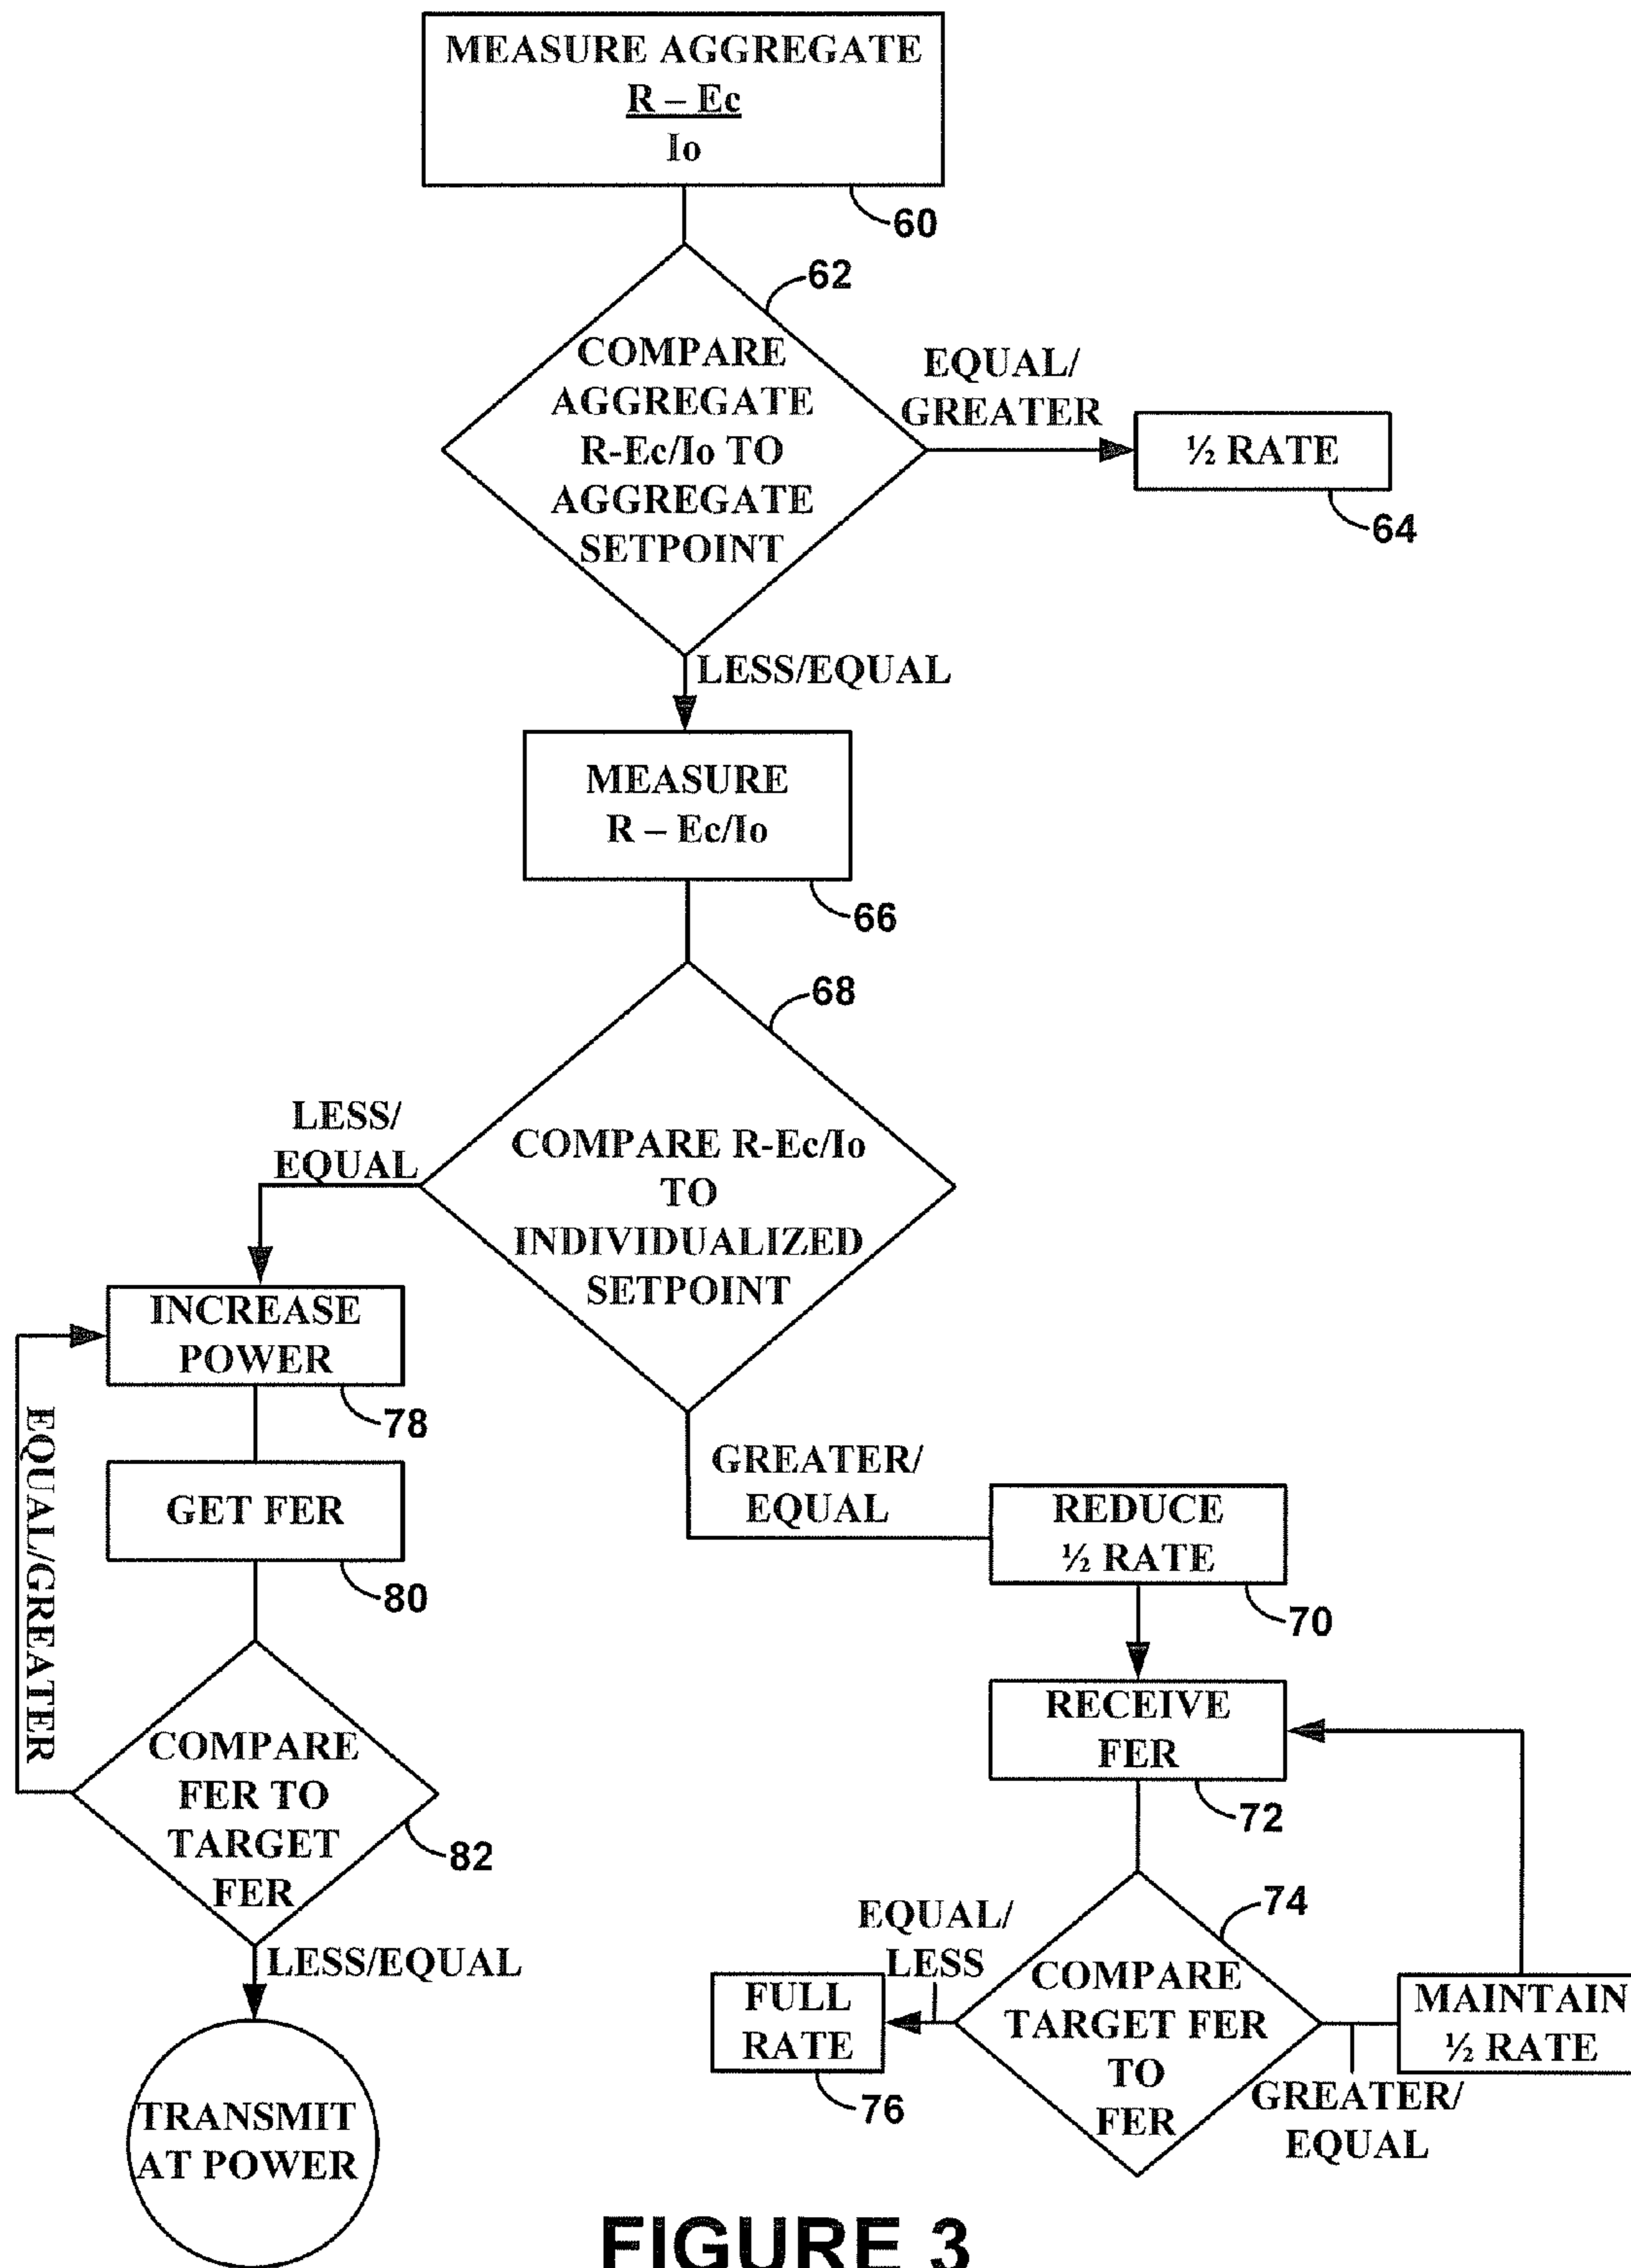 MEASURE AGGREGATE
R – Ec
Io
60
62
COMPARE
AGGREGATE
R-Ec/Io TO
AGGREGATE
SETPOINT
EQUAL/
GREATER
½ RATE
64
LESS/EQUAL
MEASURE
R – Ec/Io
66
68
COMPARE R-Ec/Io
TO
INDIVIDUALIZED
SETPOINT
LESS/
EQUAL
INCREASE
POWER
78
GET FER
80
EQUAL/GREATER
COMPARE
FER TO
TARGET
FER
82
LESS/EQUAL
TRANSMIT
AT POWER
GREATER/
EQUAL
REDUCE
½ RATE
70
RECEIVE
FER
72
74
COMPARE
TARGET FER
TO
FER
EQUAL/
LESS
FULL
RATE
76
MAINTAIN
½ RATE
GREATER/
EQUAL
FIGURE 3